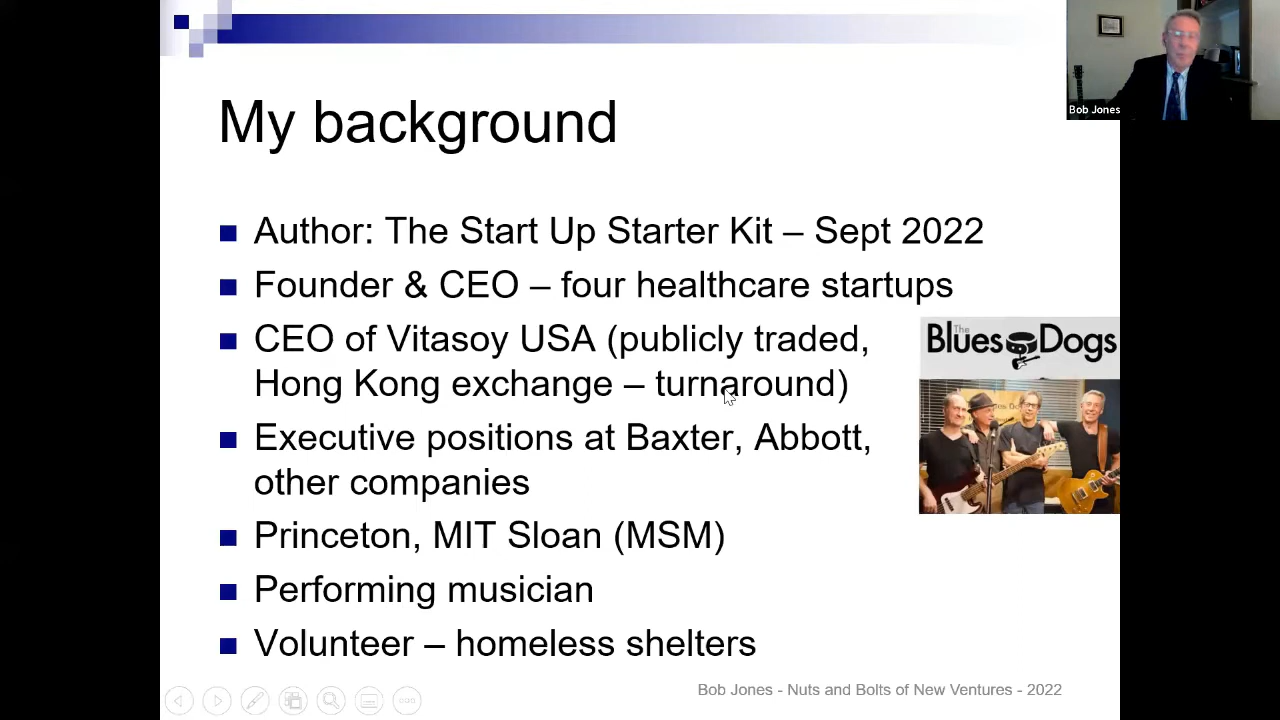 My background
Author: The Start Up Starter Kit – Sept 2022
Founder & CEO – four healthcare startups
CEO of Vitasoy USA (publicly traded,
Hong Kong exchange – turnaround)
Executive positions at Baxter, Abbott,
other companies
Princeton, MIT Sloan (MSM)
Performing musician
Volunteer – homeless shelters
The
Blues Dogs
Bob Jones - Nuts and Bolts of New Ventures - 2022
Bob Jones